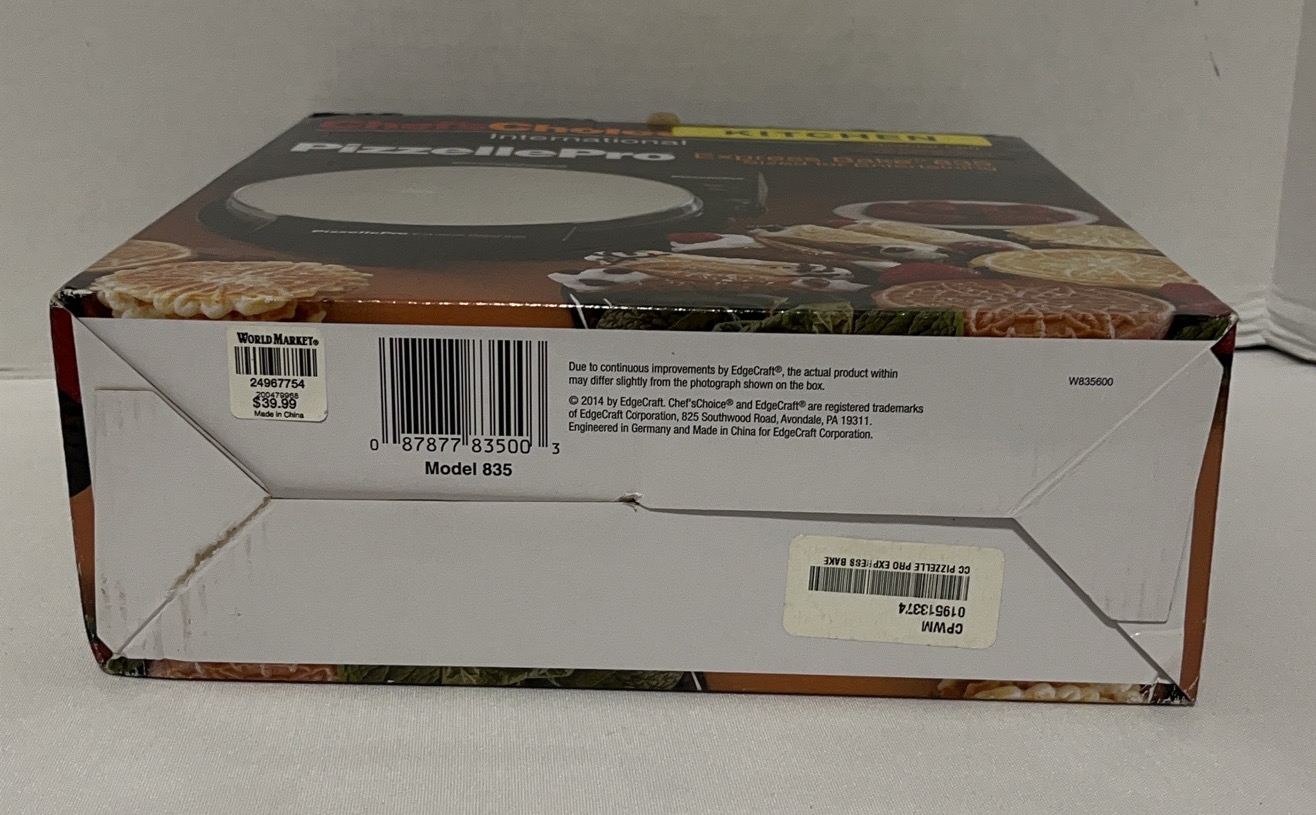 Chef'sChoice
KITCHEN
International
PizzellePro
Express Bake®
PizzellePro
WORLD MARKET®
24967754
$39.99
Made in China
0 87877 83500 3
Model 835
Due to continuous improvements by EdgeCraft®, the actual product within
may differ slightly from the photograph shown on the box.
© 2014 by EdgeCraft. Chef'sChoice® and EdgeCraft® are registered trademarks
of EdgeCraft Corporation, 825 Southwood Road, Avondale, PA 19311.
Engineered in Germany and Made in China for EdgeCraft Corporation.
W835600
CPWM
019513374
CC PIZZELLE PRO EXPRESS BAKE